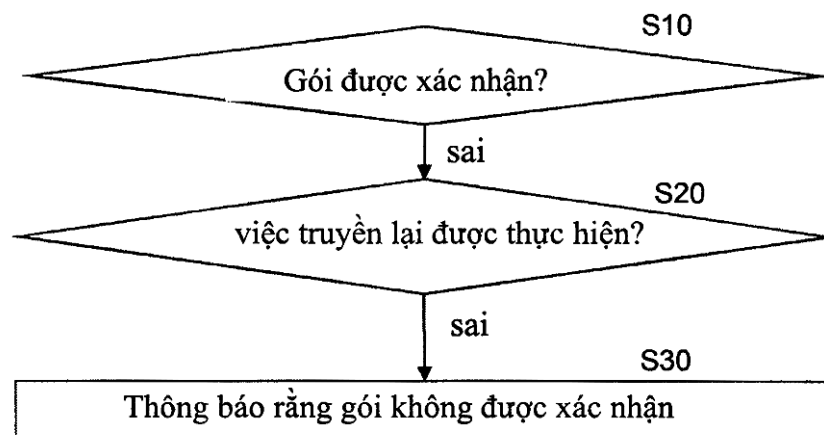 S10
Gói được xác nhận?
sai
S20
việc truyền lại được thực hiện?
sai
S30
Thông báo rằng gói không được xác nhận